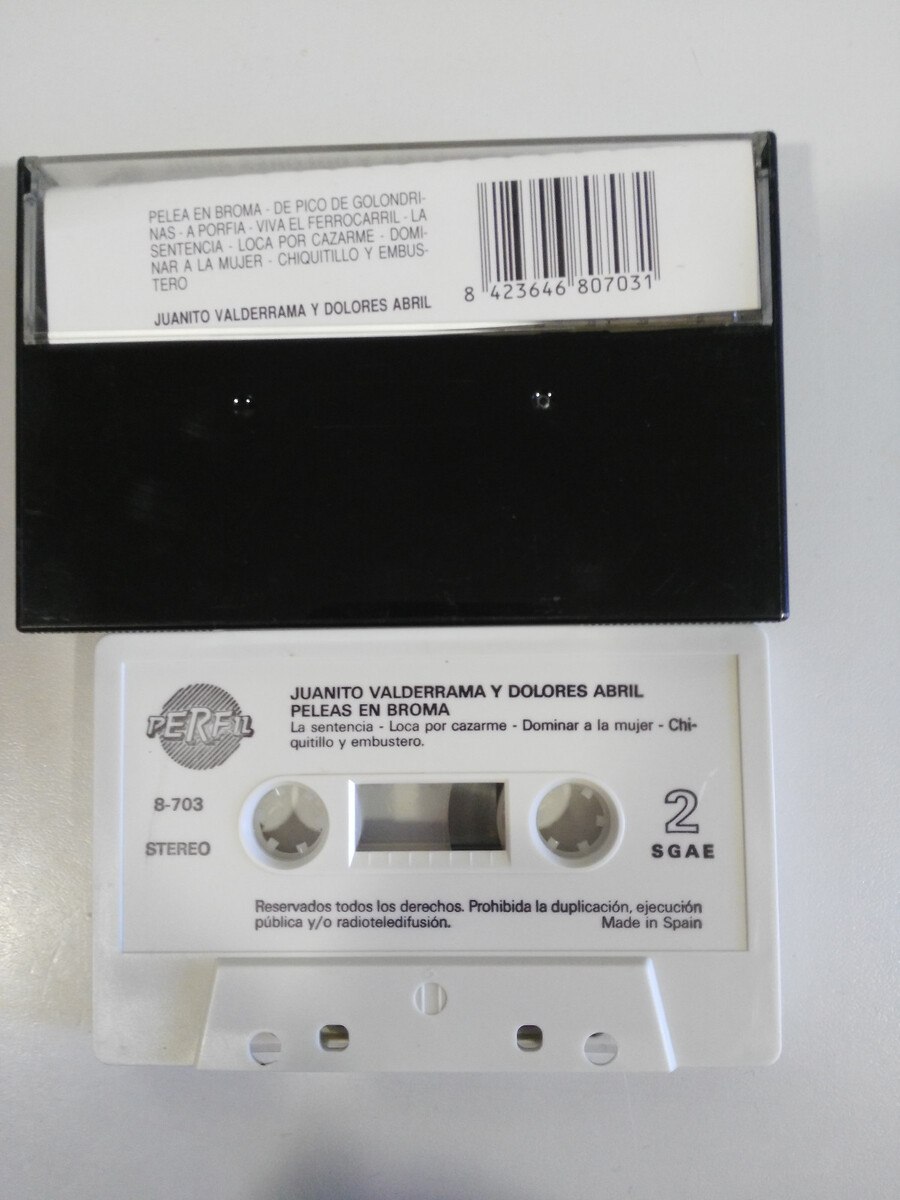 PELEA EN BROMA - DE PICO DE GOLONDRI-
NAS - A PORFIA - VIVA EL FERROCARRIL - LA
SENTENCIA - LOCA POR CAZARME - DOMI-
NAR A LA MUJER - CHIQUITILLO Y EMBUS-
TERO
JUANITO VALDERRAMA Y DOLORES ABRIL
8 423646 807031
PERFIL
JUANITO VALDERRAMA Y DOLORES ABRIL
PELEAS EN BROMA
La sentencia - Loca por cazarme - Dominar a la mujer - Chi-
quitillo y embustero.
8-703
STEREO
2
SGAE
Reservados todos los derechos. Prohibida la duplicación, ejecución
pública y/o radioteledifusión. Made in Spain